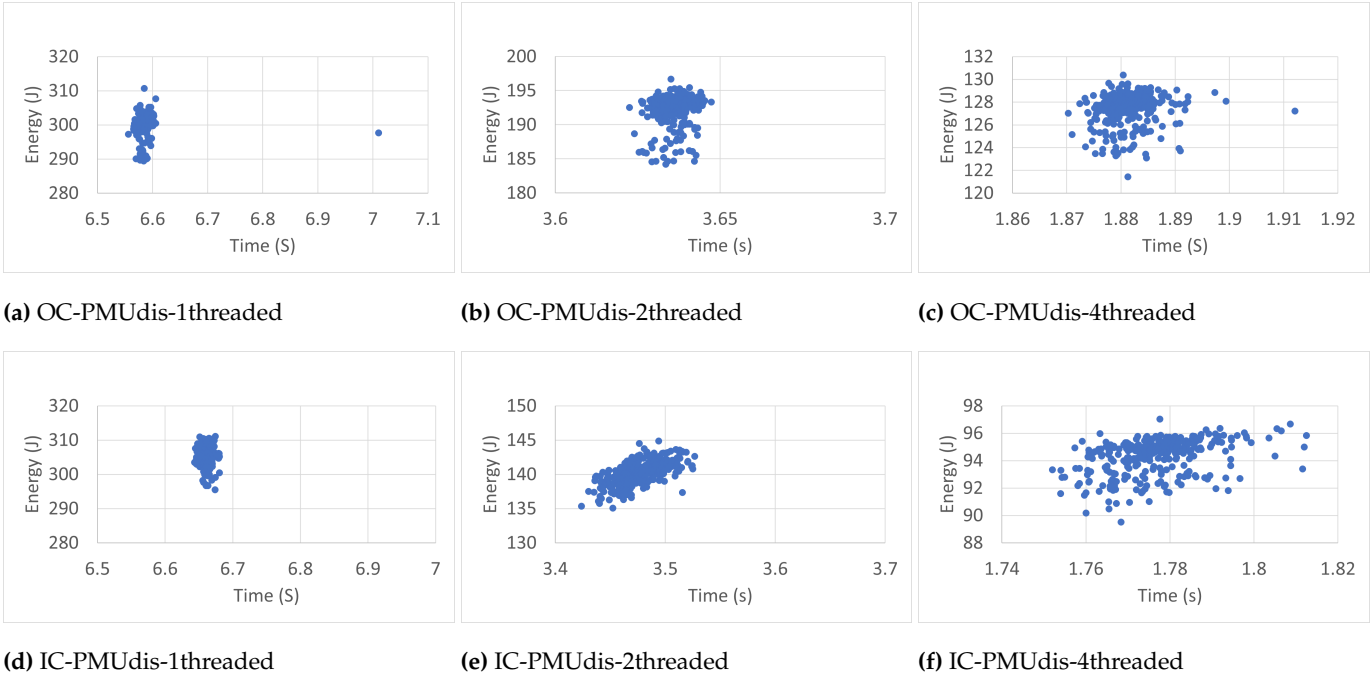 320
310
300
290
280
Energy (J)
6.5 6.6 6.7 6.8 6.9 7 7.1
Time (S)
200
195
190
185
180
Energy (J)
3.6 3.65 3.7
Time (s)
132
130
128
126
124
122
120
Energy (J)
1.86 1.87 1.88 1.89 1.9 1.91 1.92
Time (S)
(a) OC-PMUdis-1threaded
(b) OC-PMUdis-2threaded
(c) OC-PMUdis-4threaded
320
310
300
290
280
Energy (J)
6.5 6.6 6.7 6.8 6.9 7
Time (S)
150
145
140
135
130
Energy (J)
3.4 3.5 3.6 3.7
Time (s)
98
96
94
92
90
88
Energy (J)
1.74 1.76 1.78 1.8 1.82
Time (s)
(d) IC-PMUdis-1threaded
(e) IC-PMUdis-2threaded
(f) IC-PMUdis-4threaded